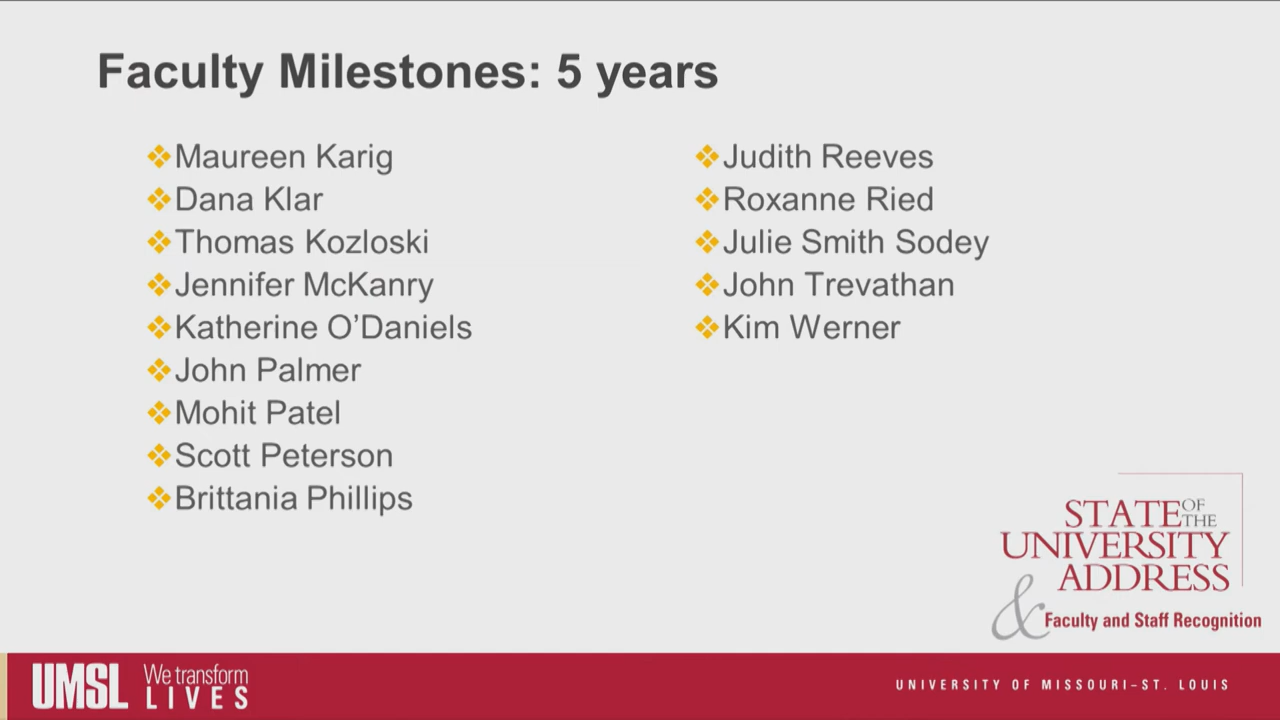 Faculty Milestones: 5 years
Maureen Karig
Dana Klar
Thomas Kozloski
Jennifer McKanry
Katherine O’Daniels
John Palmer
Mohit Patel
Scott Peterson
Brittania Phillips
Judith Reeves
Roxanne Ried
Julie Smith Sodey
John Trevathan
Kim Werner
STATE OF THE
UNIVERSITY
ADDRESS
& Faculty and Staff Recognition
UMSL
We transform
LIVES
UNIVERSITY OF MISSOURI–ST. LOUIS